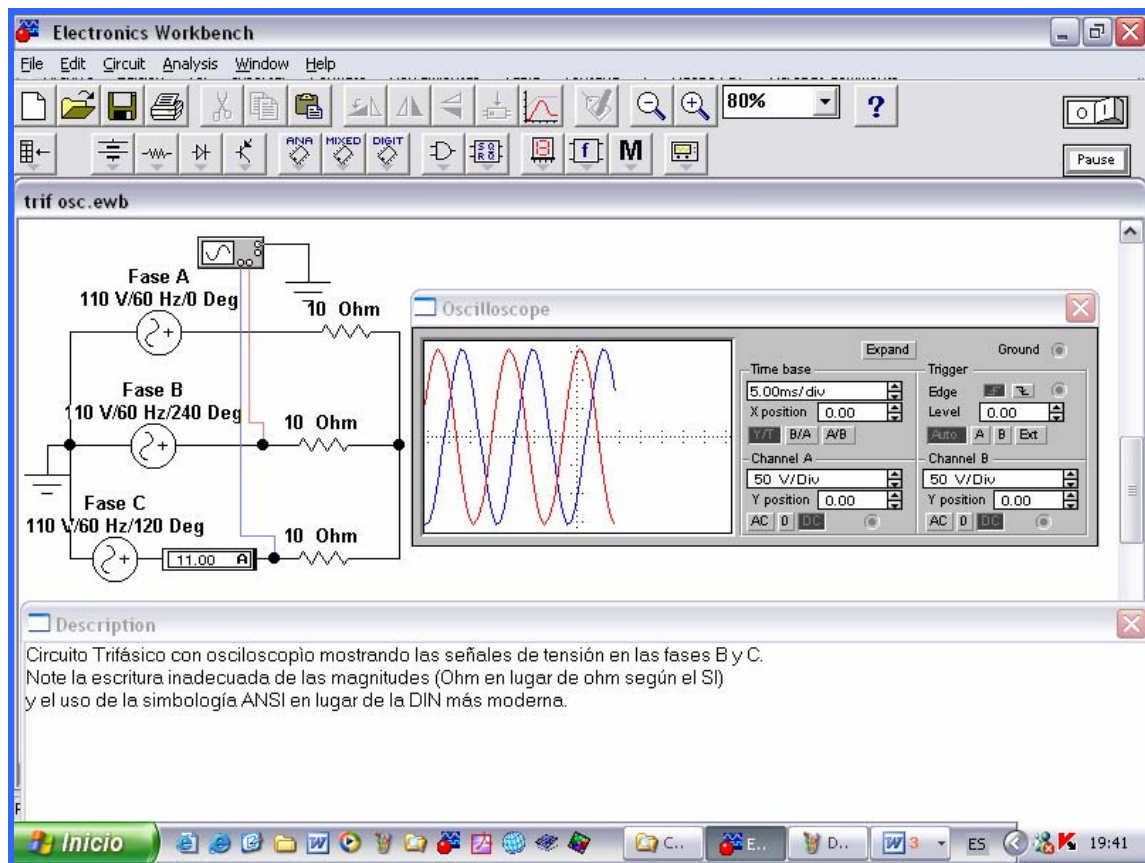 Electronics Workbench
File Edit Circuit Analysis Window Help
80%
?
ANA MIXED DIGIT
M
Pause
trif osc.ewb
Fase A
110 V/60 Hz/0 Deg
10 Ohm
Fase B
110 V/60 Hz/240 Deg
10 Ohm
Fase C
110 V/60 Hz/120 Deg
10 Ohm
11.00 A
Oscilloscope
Expand Ground
Time base
5.00ms/div
X position 0.00
Y/T B/A A/B
Trigger
Edge
Level 0.00
Auto A B Ext
Channel A
50 V/Div
Y position 0.00
AC 0 DC
Channel B
50 V/Div
Y position 0.00
AC 0 DC
Description
Circuito Trifásico con osciloscopìo mostrando las señales de tensión en las fases B y C.
Note la escritura inadecuada de las magnitudes (Ohm en lugar de ohm según el SI)
y el uso de la simbología ANSI en lugar de la DIN más moderna.
Inicio C.. E.. D.. 3 ES 19:41